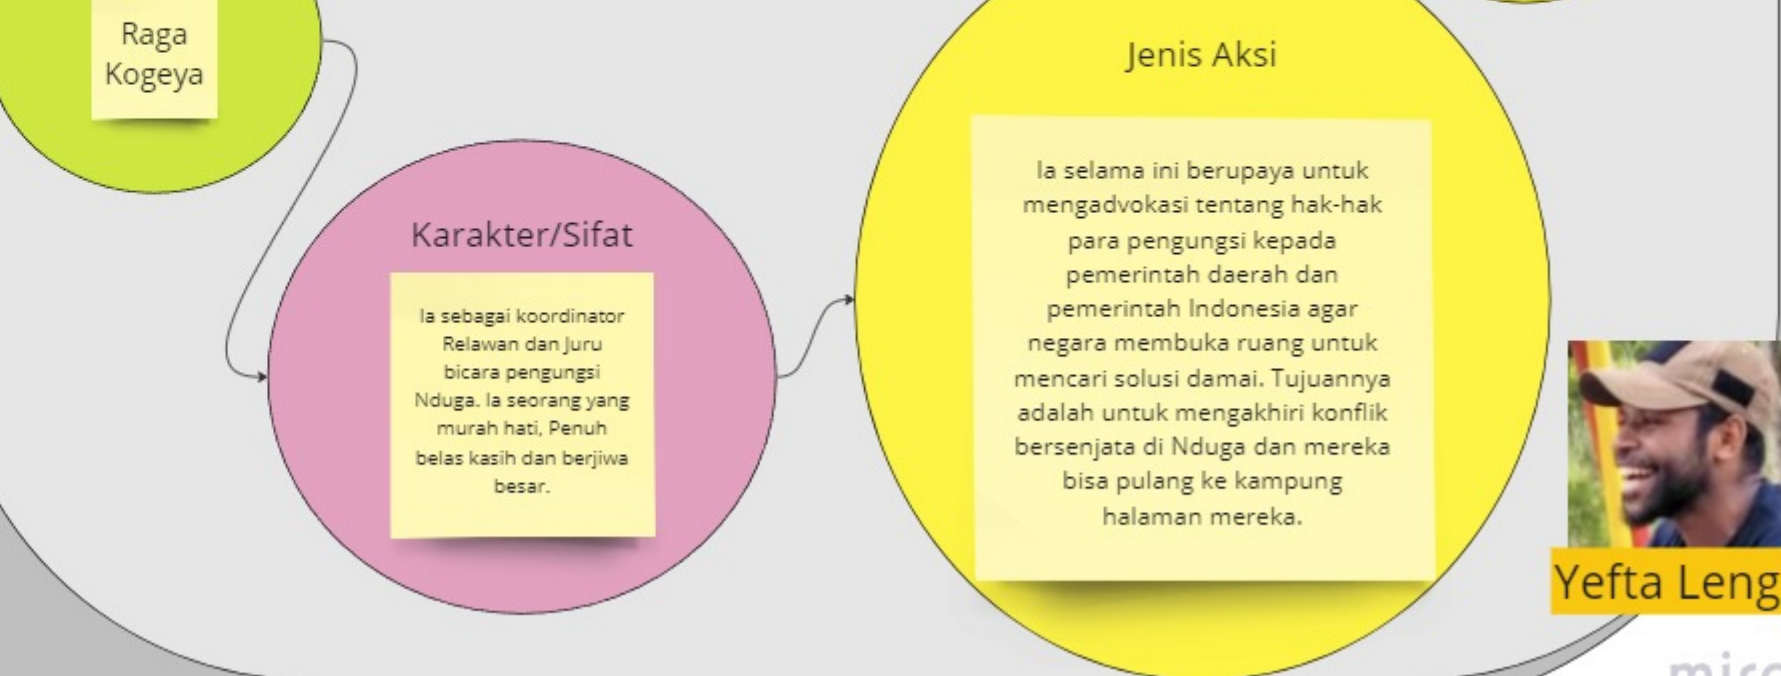 Raga
Kogeya
Karakter/Sifat
Ia sebagai koordinator
Relawan dan Juru
bicara pengungsi
Nduga. Ia seorang yang
murah hati, Penuh
belas kasih dan berjiwa
besar.
Jenis Aksi
Ia selama ini berupaya untuk
mengadvokasi tentang hak-hak
para pengungsi kepada
pemerintah daerah dan
pemerintah Indonesia agar
negara membuka ruang untuk
mencari solusi damai. Tujuannya
adalah untuk mengakhiri konflik
bersenjata di Nduga dan mereka
bisa pulang ke kampung
halaman mereka.
Yefta Leng
miro